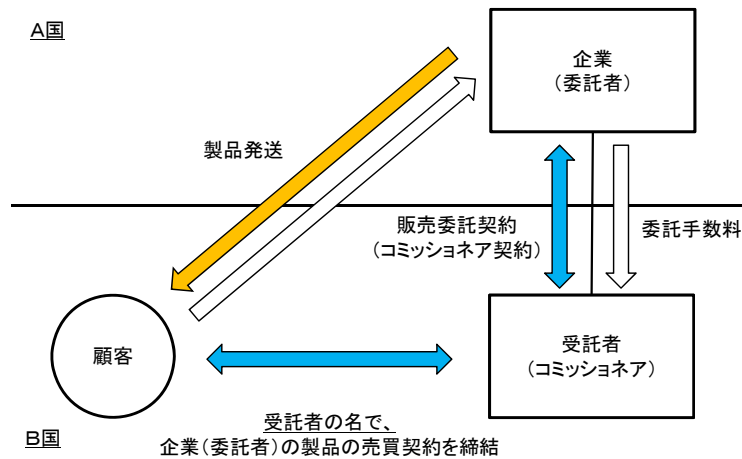 A国
企業
（委託者）
製品発送
販売委託契約
（コミッショネア契約）
委託手数料
顧客
受託者
（コミッショネア）
受託者の名で、
企業（委託者）の製品の売買契約を締結
B国